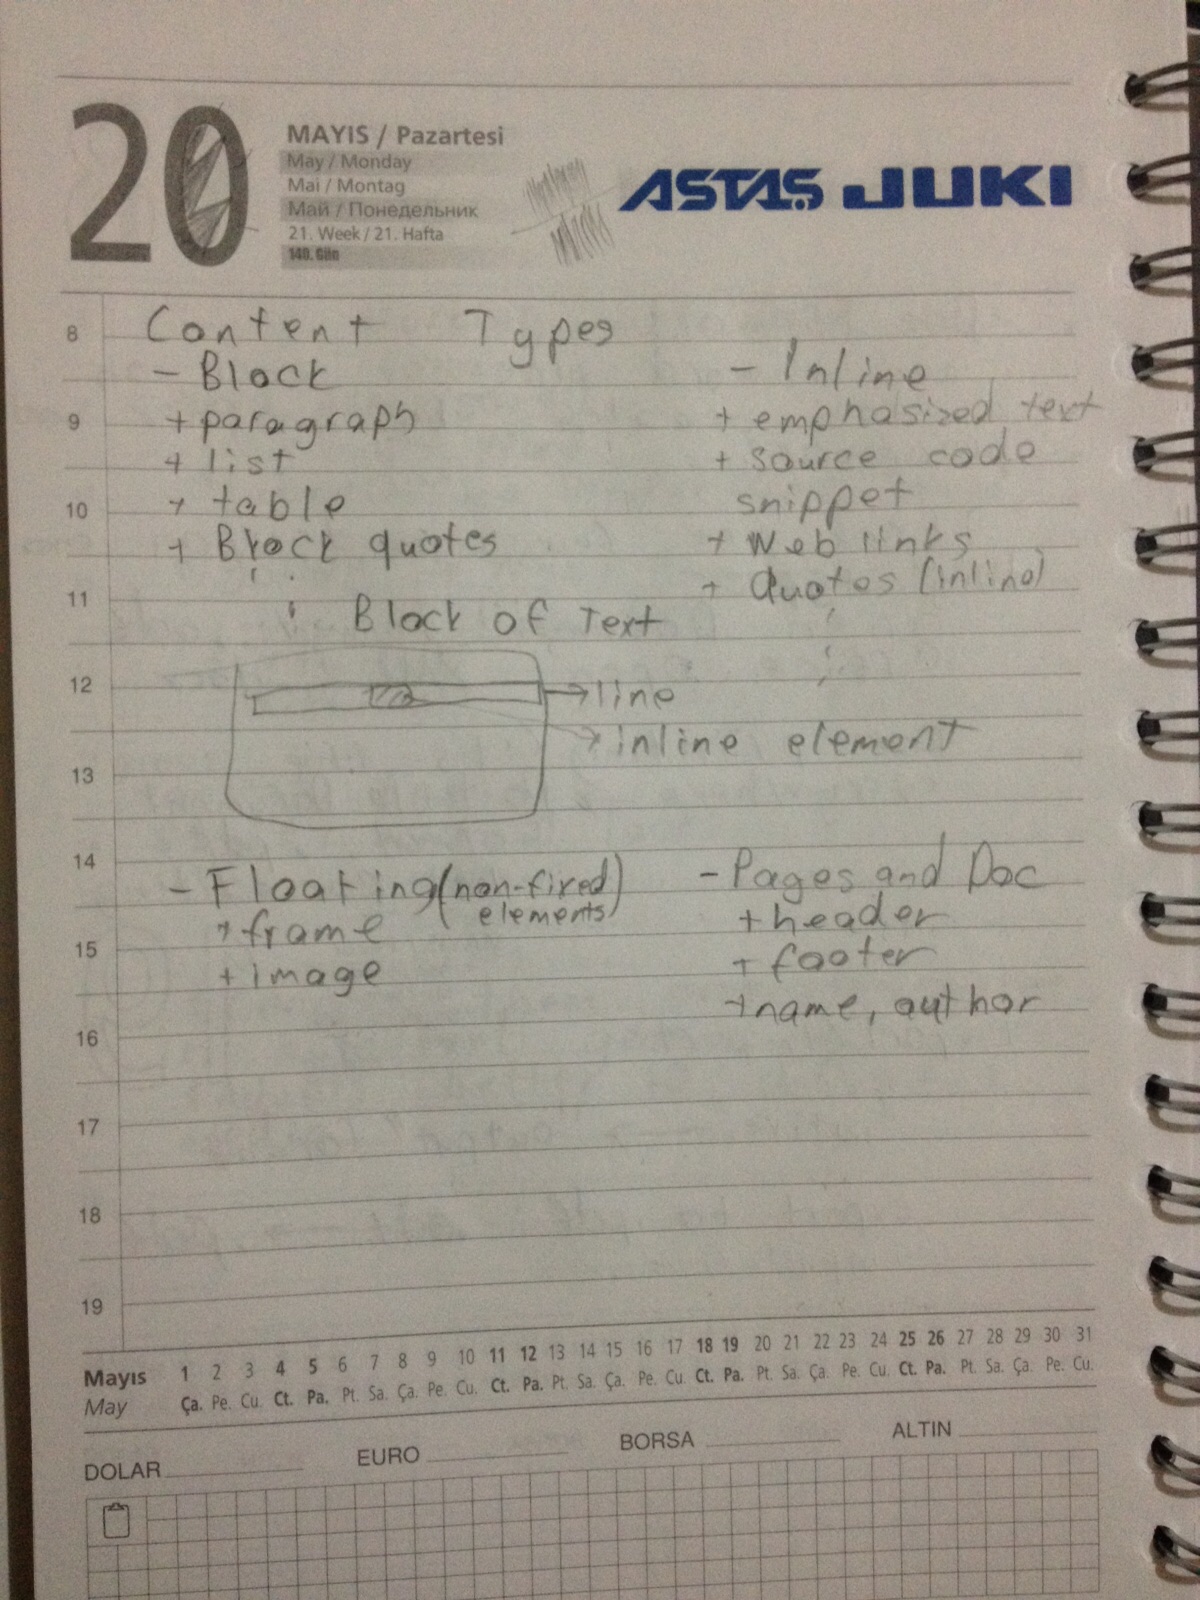 20
MAYIS / Pazartesi
May / Monday
Mai / Montag
Май / Понедельник
21. Week / 21. Hafta
140. Gün
ASTAŞ JUKI
8
9
10
11
12
13
14
15
16
17
18
19
Content Types
- Block
+ paragraph
+ list
+ table
+ Block quotes
- Inline
+ emphasized text
+ source code
snippet
+ Web links
+ Quotes (inline)
Block of Text
→ line
→ inline element
- Floating (non-fixed
elements)
+ frame
+ image
- Pages and Doc
+ header
+ footer
+ name, author
Mayıs 1 2 3 4 5 6 7 8 9 10 11 12 13 14 15 16 17 18 19 20 21 22 23 24 25 26 27 28 29 30 31
May Ça. Pe. Cu. Ct. Pa. Pt. Sa. Ça. Pe. Cu. Ct. Pa. Pt. Sa. Ça. Pe. Cu. Ct. Pa. Pt. Sa. Ça. Pe. Cu. Ct. Pa. Pt. Sa. Ça. Pe. Cu.
DOLAR EURO BORSA ALTIN